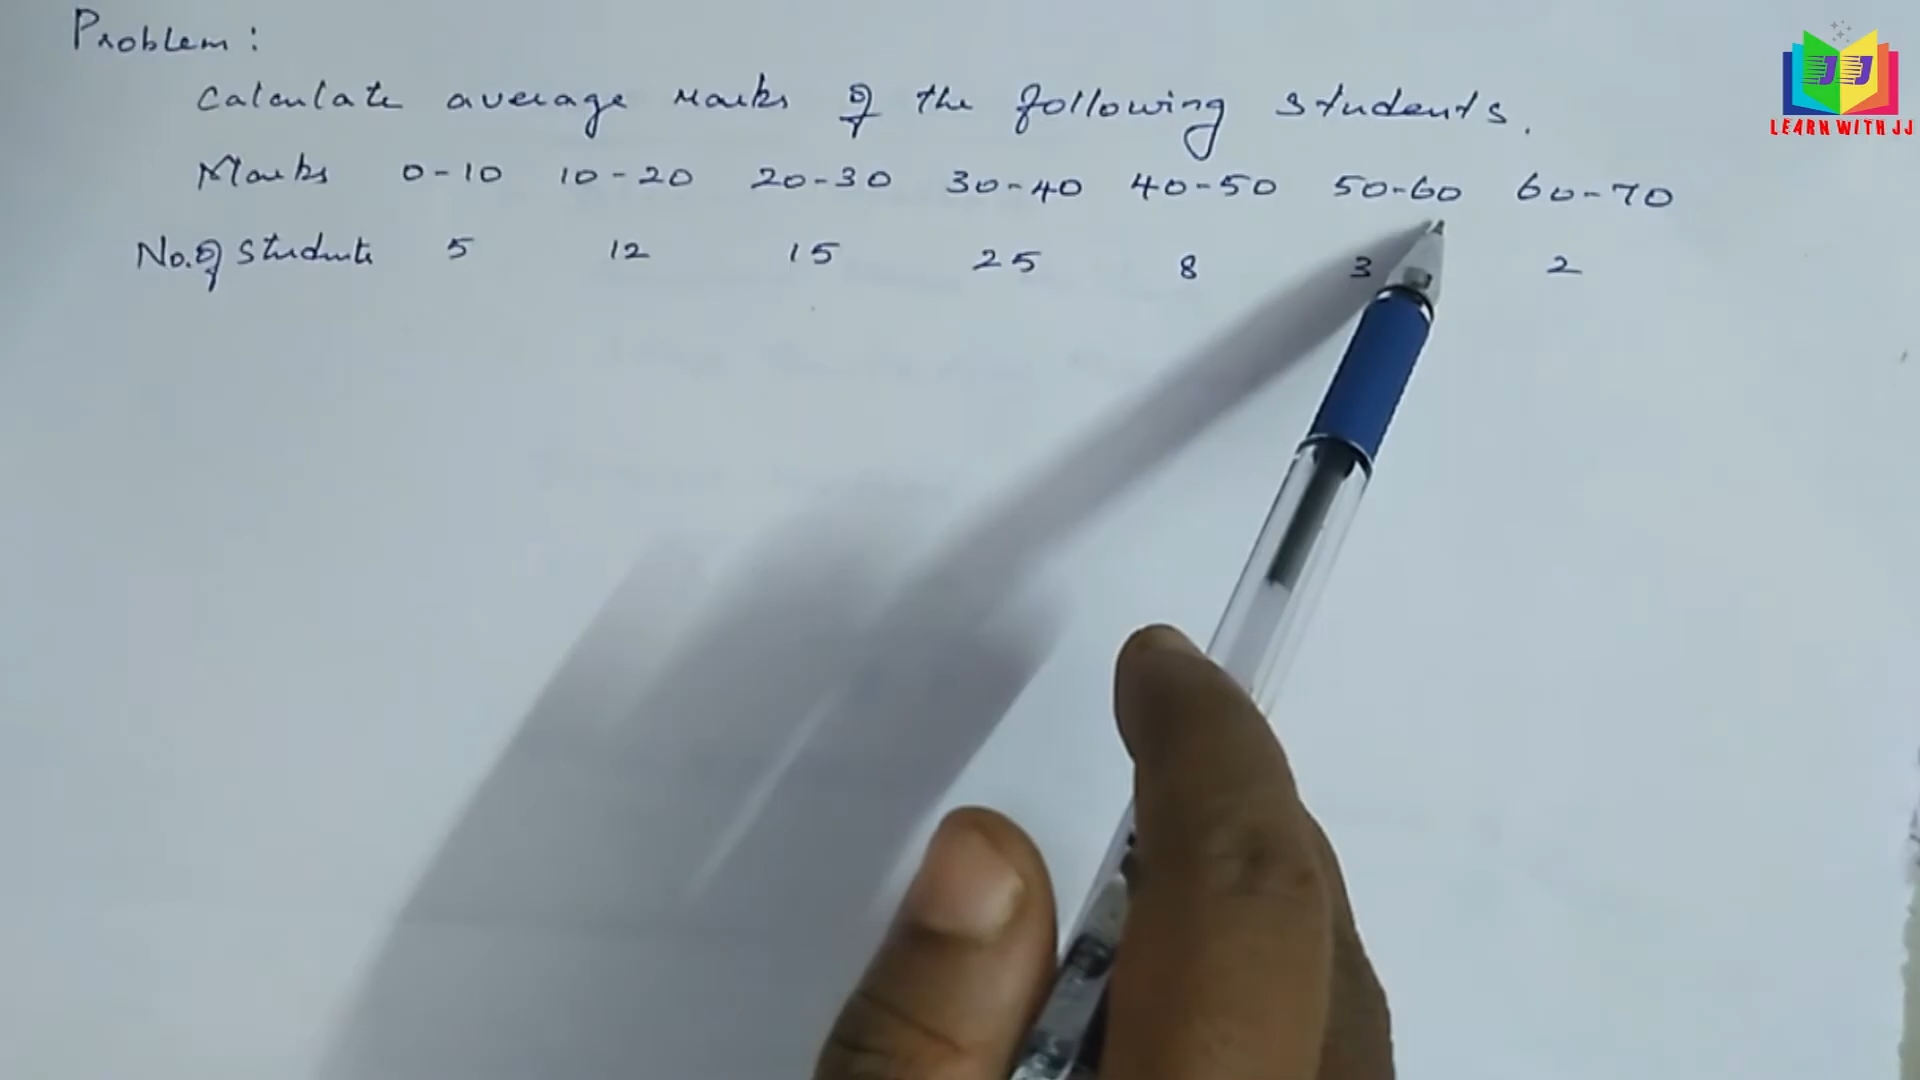 Problem:
Calculate average Marks of the following students.
Marks 0-10 10-20 20-30 30-40 40-50 50-60 60-70
No. of students 5 12 15 25 8 3 2
JJ
LEARN WITH JJ